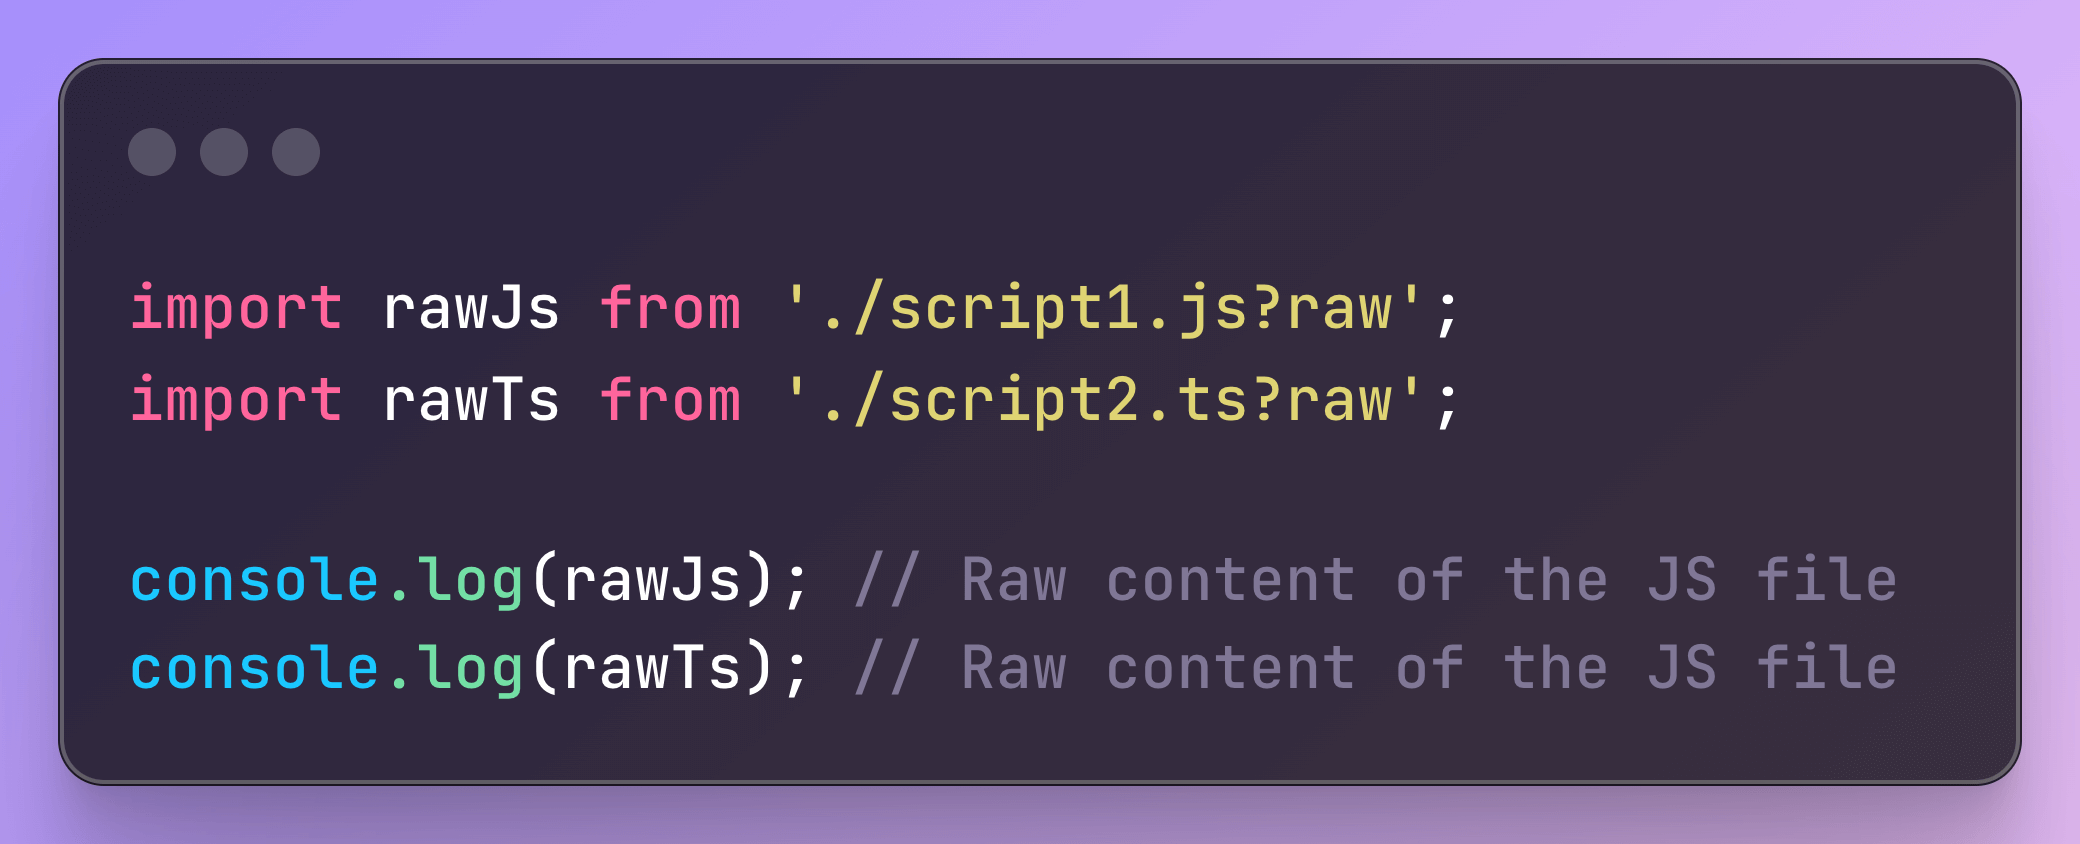 import rawJs from './script1.js?raw';
import rawTs from './script2.ts?raw';
console.log(rawJs); // Raw content of the JS file
console.log(rawTs); // Raw content of the JS file